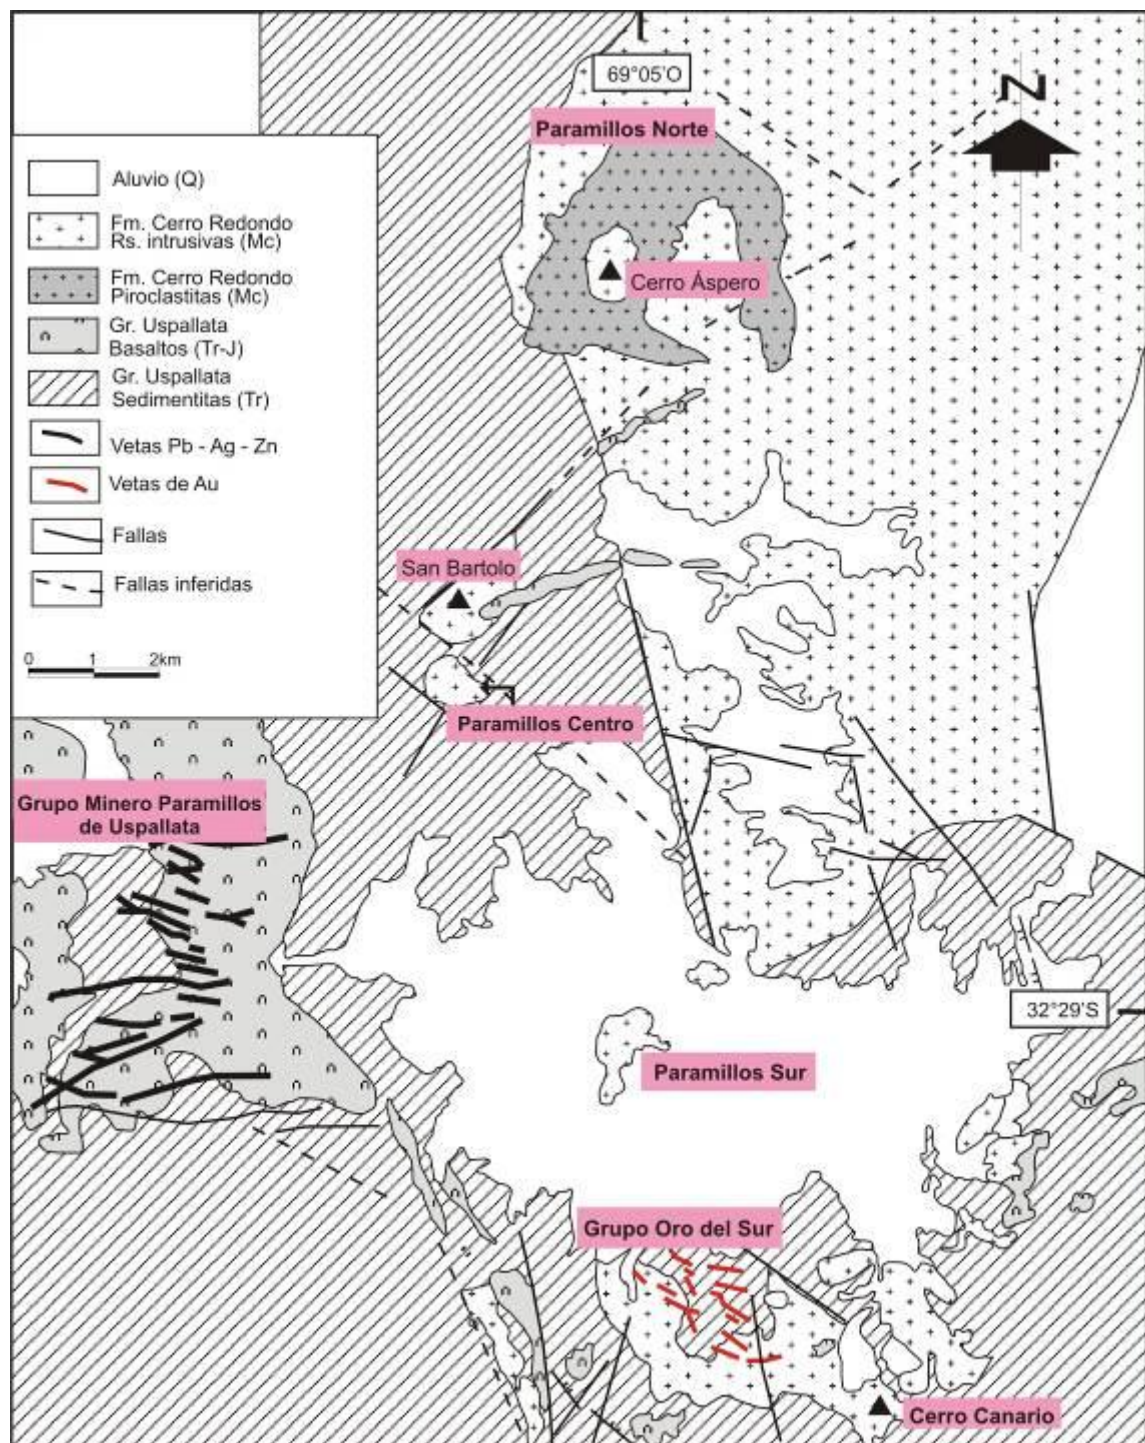 69°05'O
N
Paramillos Norte
Cerro Áspero
Aluvio (Q)
Fm. Cerro Redondo
Rs. intrusivas (Mc)
Fm. Cerro Redondo
Piroclastitas (Mc)
Gr. Uspallata
Basaltos (Tr-J)
Gr. Uspallata
Sedimentitas (Tr)
Vetas Pb - Ag - Zn
Vetas de Au
Fallas
Fallas inferidas
0 1 2km
San Bartolo
Paramillos Centro
Grupo Minero Paramillos
de Uspallata
32°29'S
Paramillos Sur
Grupo Oro del Sur
Cerro Canario